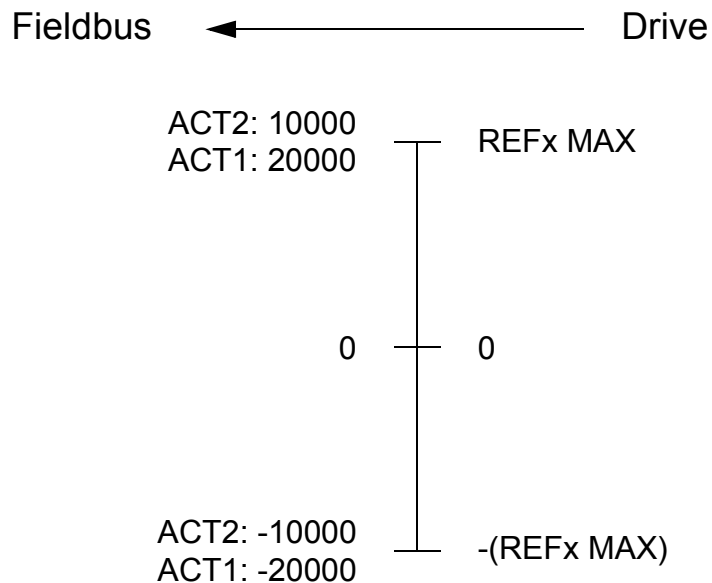 Fieldbus Drive
ACT2: 10000
ACT1: 20000
REFx MAX
0 0
ACT2: -10000
ACT1: -20000
-(REFx MAX)